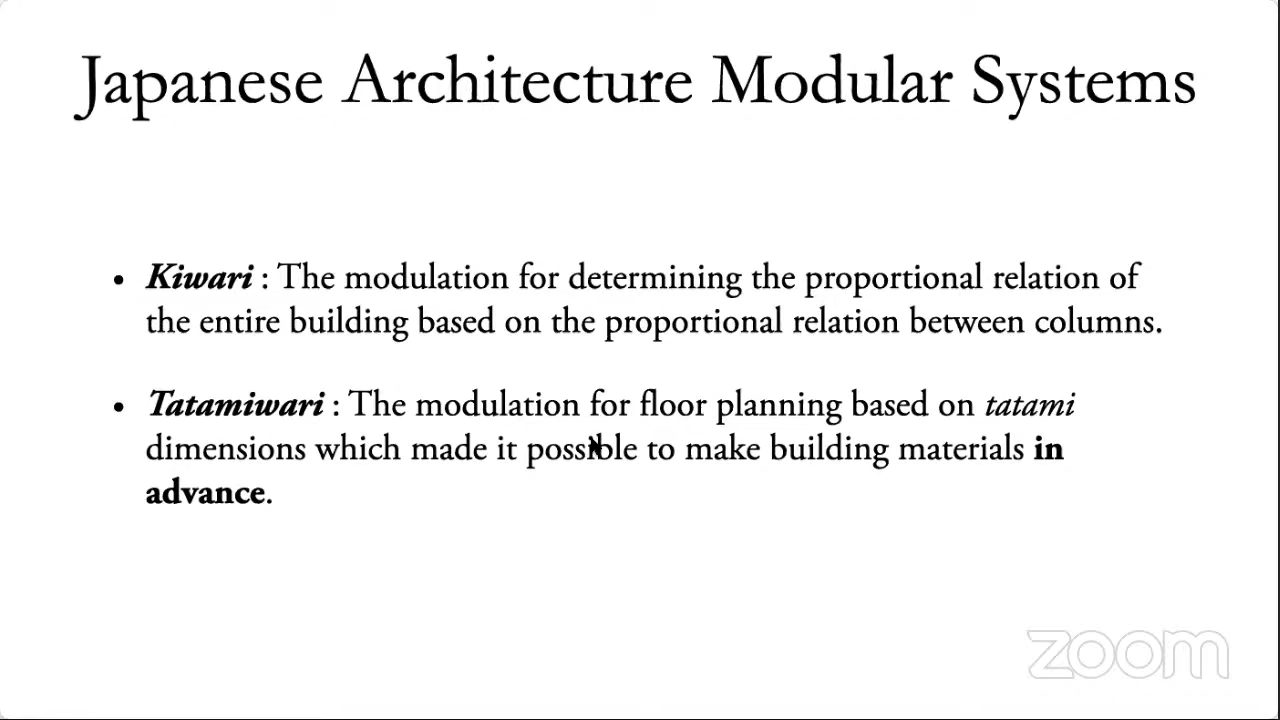 Japanese Architecture Modular Systems
• Kiwari : The modulation for determining the proportional relation of
the entire building based on the proportional relation between columns.
• Tatamiwari : The modulation for floor planning based on tatami
dimensions which made it possible to make building materials in
advance.
zoom